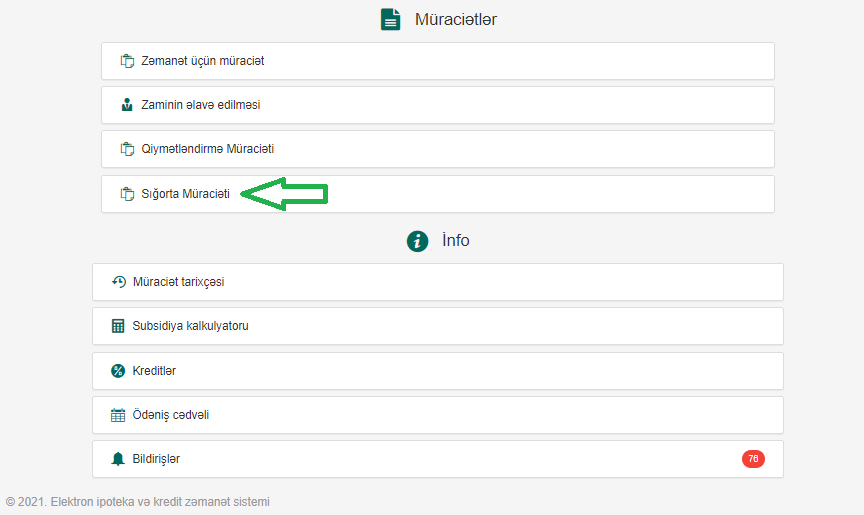 Müraciətlər
Zəmanət üçün müraciət
Zaminin əlavə edilməsi
Qiymətləndirmə Müraciəti
Sığorta Müraciəti
İnfo
Müraciət tarixçəsi
Subsidiya kalkulyatoru
Kreditlər
Ödəniş cədvəli
Bildirişlər 76
© 2021. Elektron ipoteka və kredit zəmanət sistemi